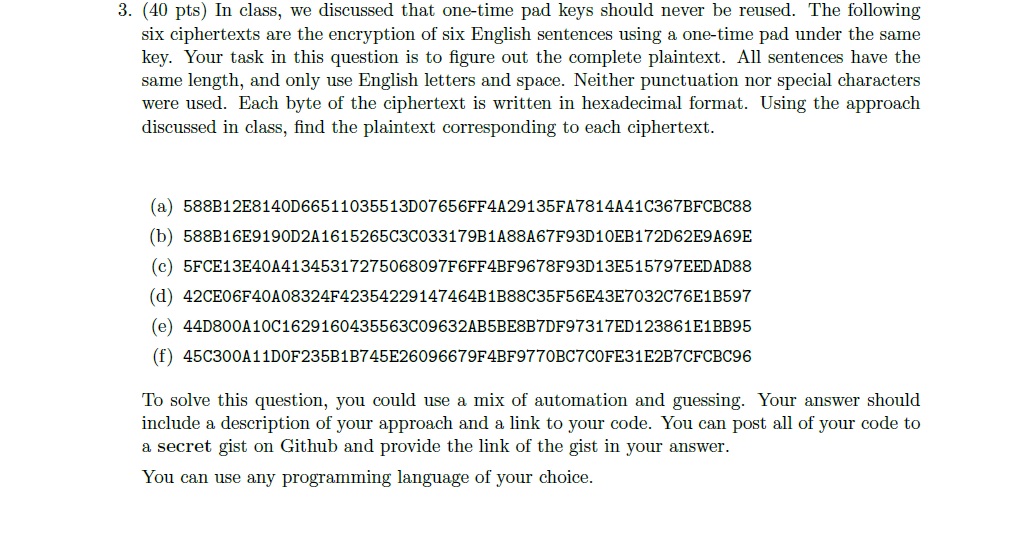 3. (40 pts) In class, we discussed that one-time pad keys should never be reused. The following
six ciphertexts are the encryption of six English sentences using a one-time pad under the same
key. Your task in this question is to figure out the complete plaintext. All sentences have the
same length, and only use English letters and space. Neither punctuation nor special characters
were used. Each byte of the ciphertext is written in hexadecimal format. Using the approach
discussed in class, find the plaintext corresponding to each ciphertext.
(a) 588B12E8140D66511035513D07656FF4A29135FA7814A41C367BFCBC88
(b) 588B16E9190D2A1615265C3C033179B1A88A67F93D10EB172D62E9A69E
(c) 5FCE13E40A41345317275068097F6FF4BF9678F93D13E515797EEDAD88
(d) 42CE06F40A08324F42354229147464B1B88C35F56E43E7032C76E1B597
(e) 44D800A10C1629160435563C09632AB5BE8B7DF97317ED123861E1BB95
(f) 45C300A11D0F235B1B745E26096679F4BF9770BC7C0FE31E2B7CFCBC96
To solve this question, you could use a mix of automation and guessing. Your answer should
include a description of your approach and a link to your code. You can post all of your code to
a secret gist on Github and provide the link of the gist in your answer.
You can use any programming language of your choice.